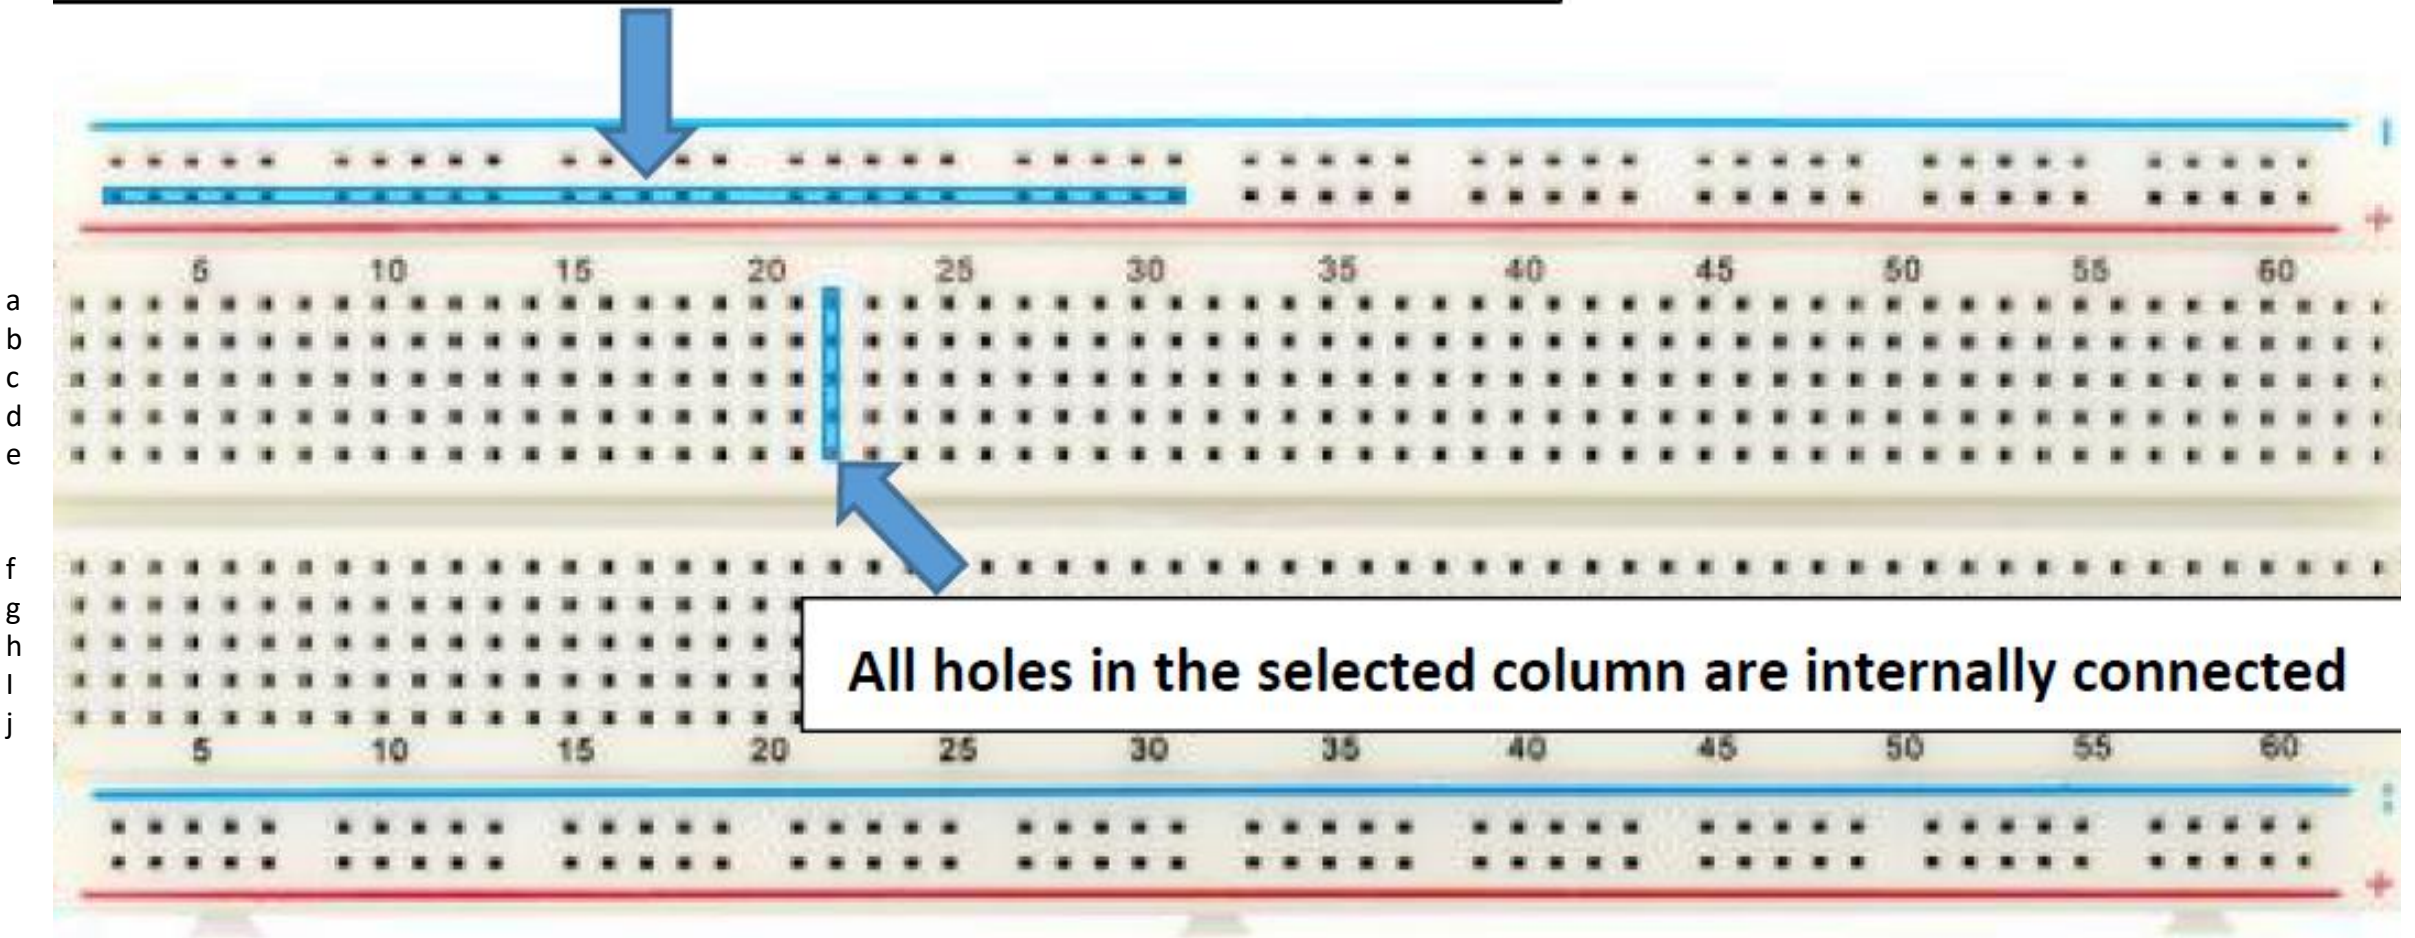 -
+
5 10 15 20 25 30 35 40 45 50 55 60
a
b
c
d
e
f
g
h
I
j
All holes in the selected column are internally connected
5 10 15 20 25 30 35 40 45 50 55 60
+